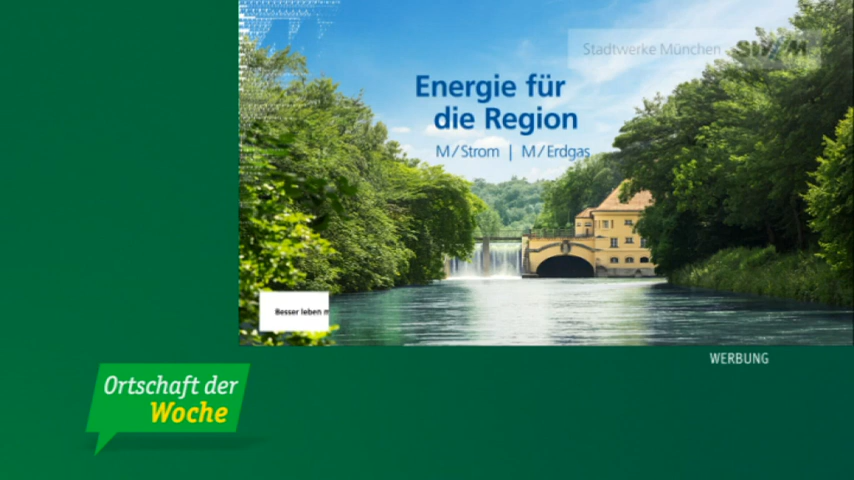 Stadtwerke München SWM
Energie für
die Region
M/Strom | M/Erdgas
Besser leben m
WERBUNG
Ortschaft der
Woche